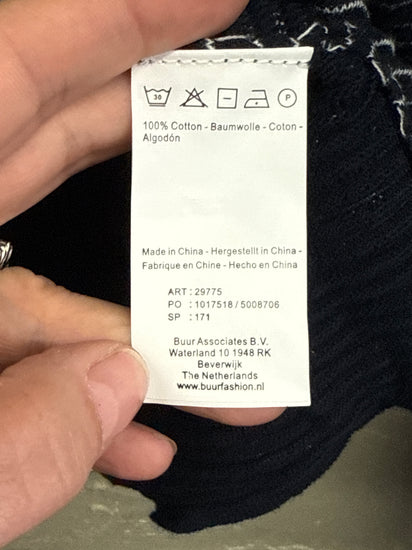 30 P
100% Cotton - Baumwolle - Coton -
Algodón
Made in China - Hergestellt in China -
Fabrique en Chine - Hecho en China
ART : 29775
PO : 1017518 / 5008706
SP : 171
Buur Associates B.V.
Waterland 10 1948 RK
Beverwijk
The Netherlands
www.buurfashion.nl